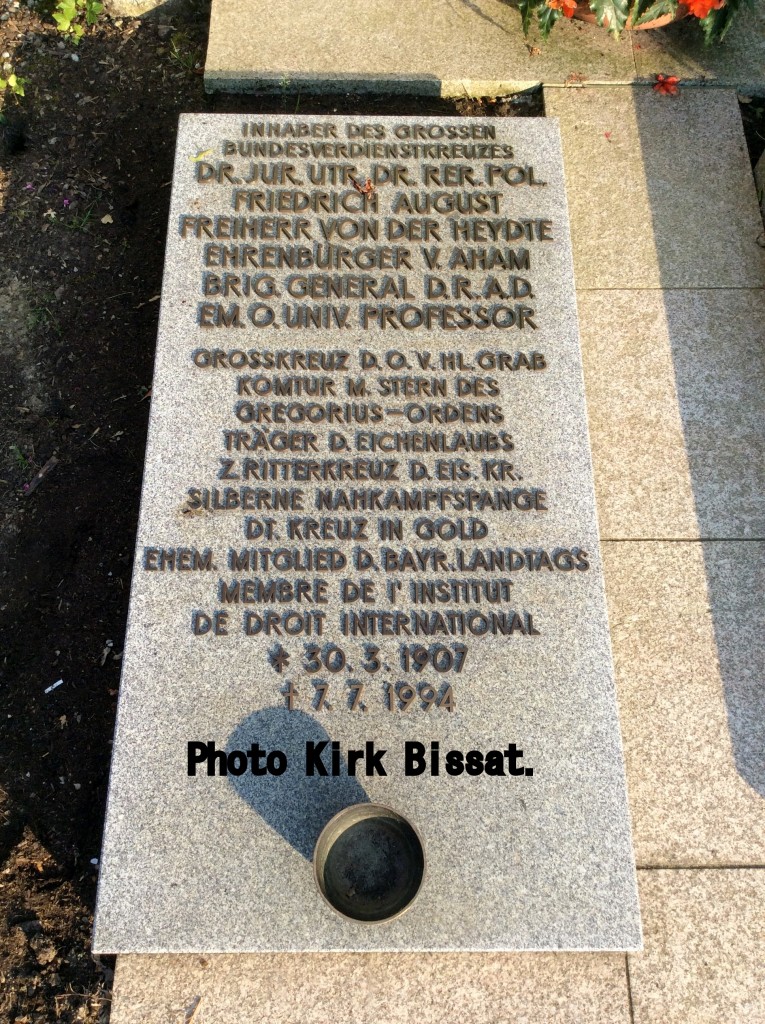 INHABER DES GROSSEN
BUNDESVERDIENSTKREUZES
DR. JUR. UTR. DR. RER. POL.
FRIEDRICH AUGUST
FREIHERR VON DER HEYDTE
EHRENBÜRGER V. AHAM
BRIG. GENERAL D.R.A.D.
EM. O. UNIV. PROFESSOR
GROSSKREUZ D. O. V. HL. GRAB
KOMTUR M. STERN DES
GREGORIUS-ORDENS
TRÄGER D. EICHENLAUBS
Z. RITTERKREUZ D. EIS. KR.
SILBERNE NAHKAMPFSPANGE
DT. KREUZ IN GOLD
EHEM. MITGLIED D. BAYR. LANDTAGS
MEMBRE DE l' INSTITUT
DE DROIT INTERNATIONAL
* 30. 3. 1907
† 7. 7. 1994
Photo Kirk Bissat.